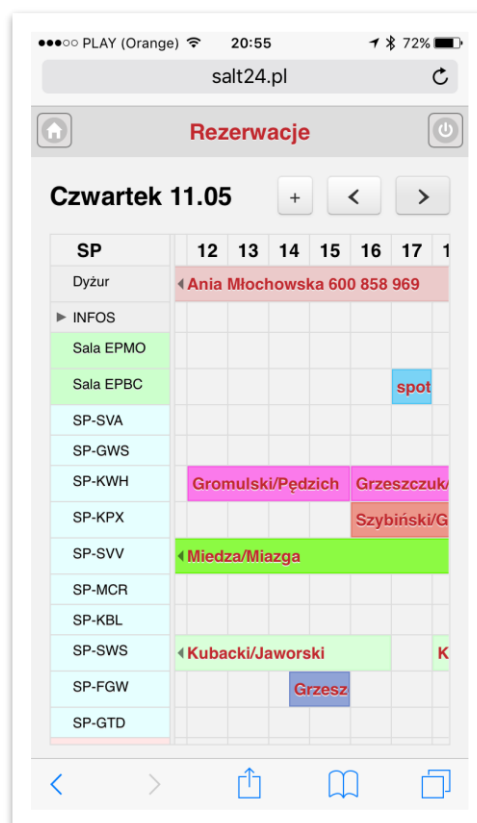 PLAY (Orange) 20:55 72%
salt24.pl
Rezerwacje
Czwartek 11.05 + < >
SP 12 13 14 15 16 17 1
Dyżur Ania Młochowska 600 858 969
INFOS
Sala EPMO
Sala EPBC spot
SP-SVA
SP-GWS
SP-KWH Gromulski/Pędzich Grzeszczuk/
SP-KPX Szybiński/G
SP-SVV Miedza/Miazga
SP-MCR
SP-KBL
SP-SWS Kubacki/Jaworski K
SP-FGW Grzesz
SP-GTD